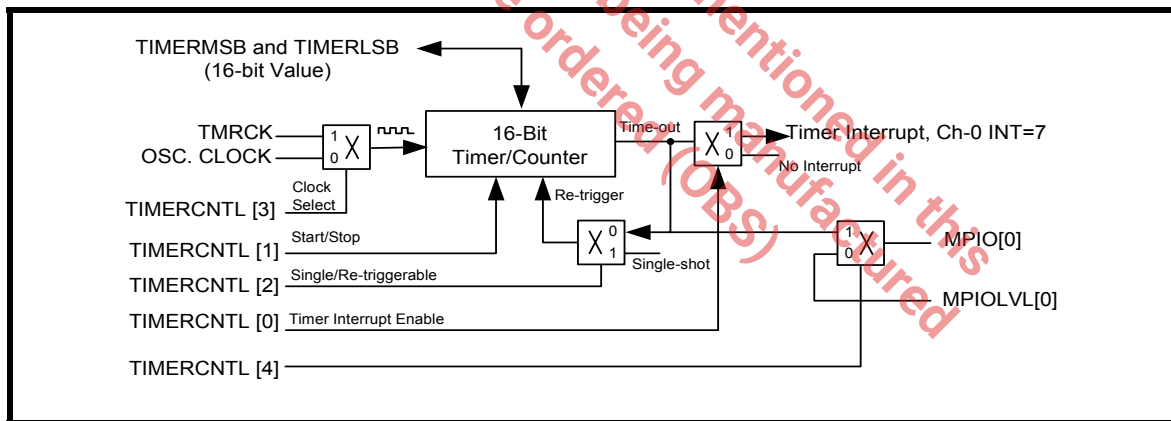 TIMERMSB and TIMERLSB
(16-bit Value)
TMRCK
OSC. CLOCK
1
0
X
Clock
Select
TIMERCNTL [3]
16-Bit
Timer/Counter
Time-out
1
0
X
Timer Interrupt, Ch-0 INT=7
No Interrupt
Re-trigger
TIMERCNTL [1]
Start/Stop
X
0
1
Single-shot
TIMERCNTL [2]
Single/Re-triggerable
TIMERCNTL [0]
Timer Interrupt Enable
TIMERCNTL [4]
1
0
X
MPIO[0]
MPIOLVL[0]
mentioned in this
being manufactured
e ordered (OBS)